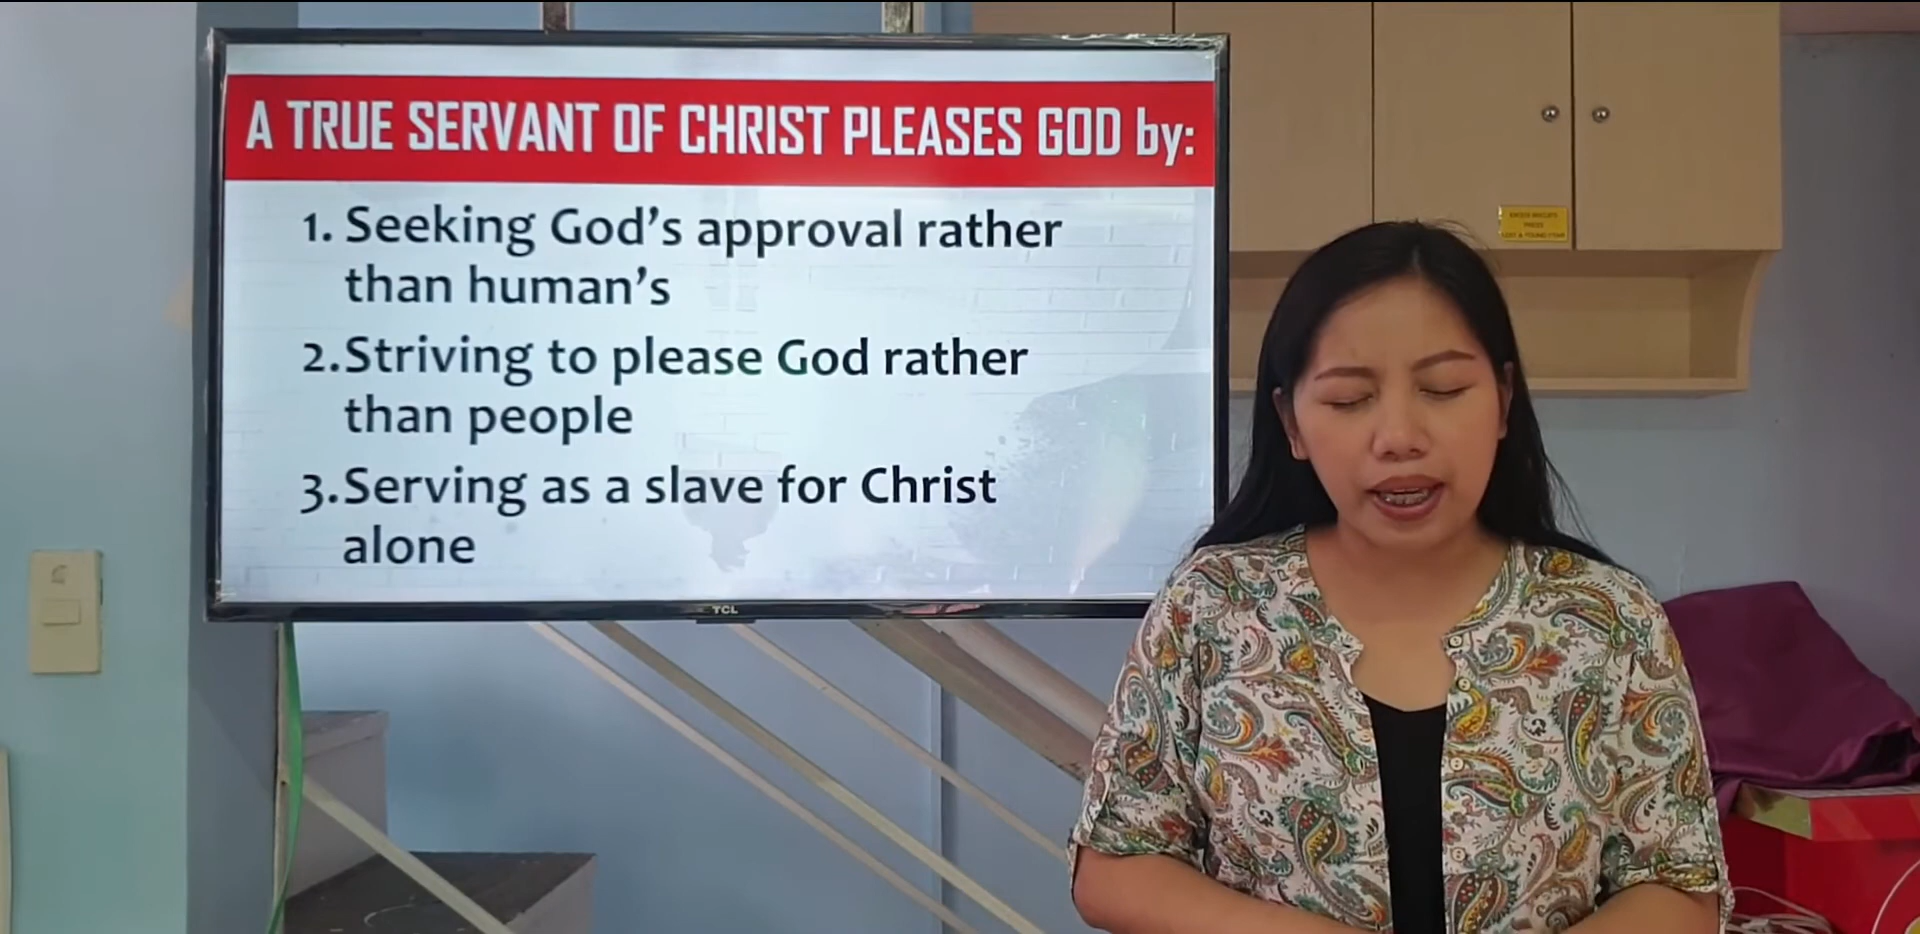 A TRUE SERVANT OF CHRIST PLEASES GOD by:
1. Seeking God's approval rather
than human's
2. Striving to please God rather
than people
3. Serving as a slave for Christ
alone
TCL